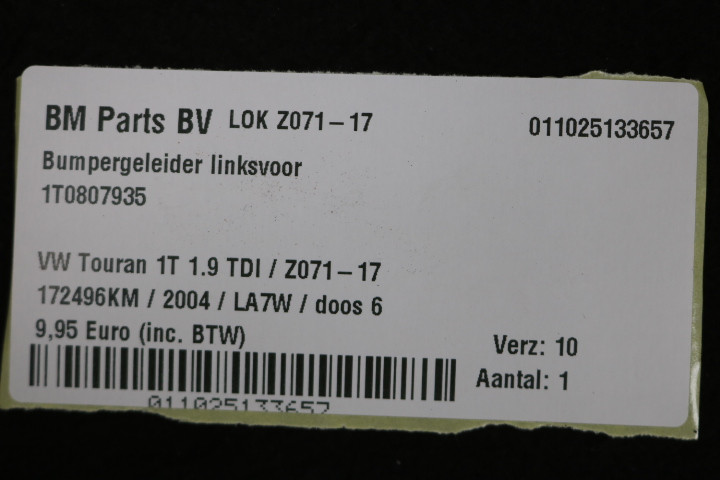 BM Parts BV LOK Z071-17 011025133657
Bumpergeleider linksvoor
1T0807935
VW Touran 1T 1.9 TDI / Z071-17
172496KM / 2004 / LA7W / doos 6
9,95 Euro (inc. BTW)
Verz: 10
Aantal: 1
011025133657